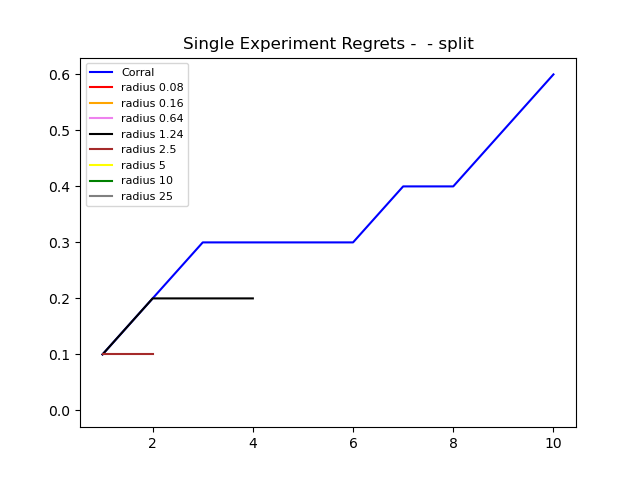 Single Experiment Regrets -  - split
Corral
radius 0.08
radius 0.16
radius 0.64
radius 1.24
radius 2.5
radius 5
radius 10
radius 25
0.6
0.5
0.4
0.3
0.2
0.1
0.0
2 4 6 8 10